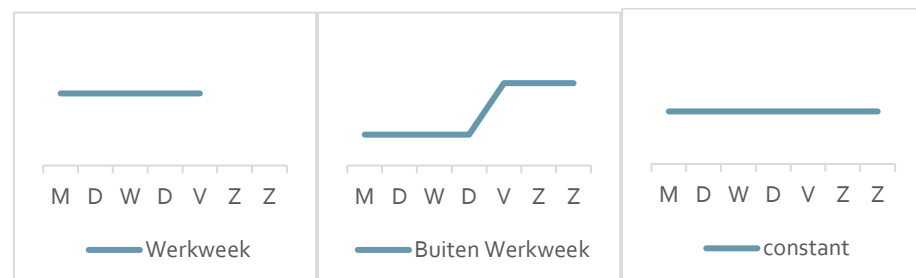 M D W D V Z Z
Werkweek
M D W D V Z Z
Buiten Werkweek
M D W D V Z Z
constant